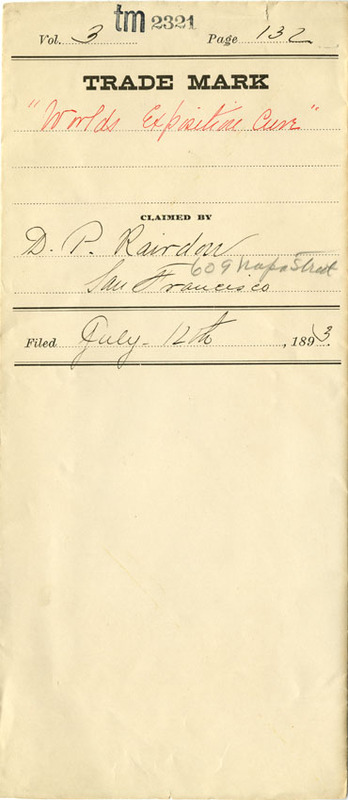 tm 2321
Vol. 3 Page 132
TRADE MARK
"Worlds Exposition Cure"
CLAIMED BY
D. P. Rairdon
609 Napa Street
San Francisco
Filed July 12th, 1893.